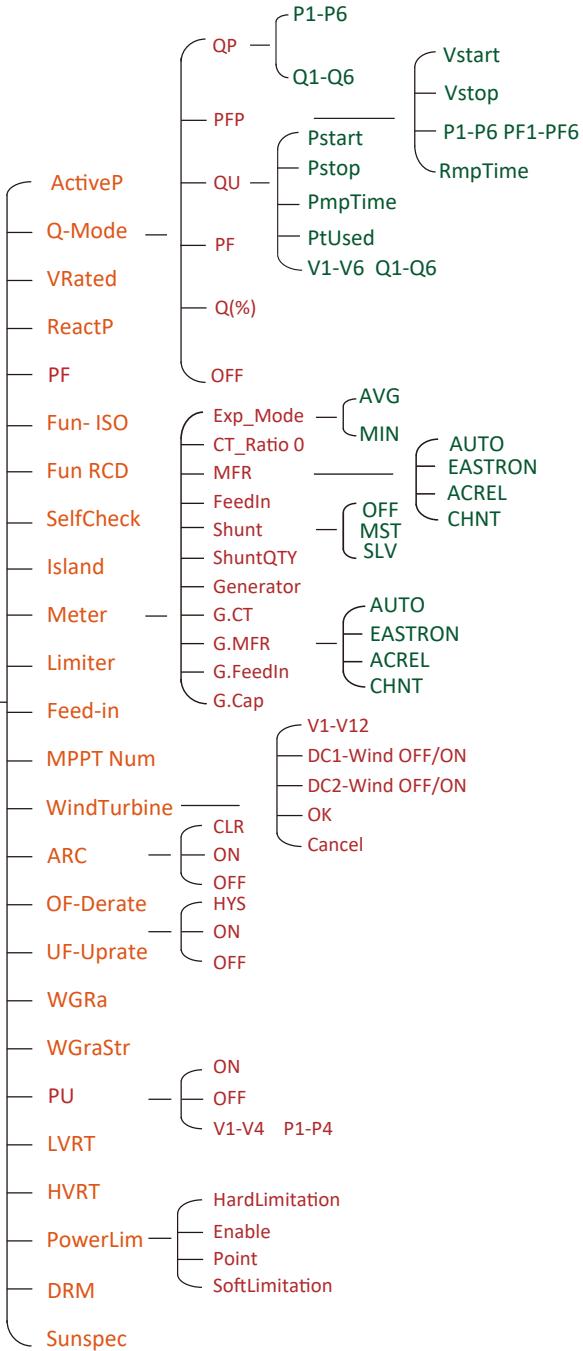 ActiveP
Q-Mode
VRated
ReactP
PF
Fun- ISO
Fun RCD
SelfCheck
Island
Meter
Limiter
Feed-in
MPPT Num
WindTurbine
ARC
OF-Derate
UF-Uprate
WGRa
WGraStr
PU
LVRT
HVRT
PowerLim
DRM
Sunspec
QP
PFP
QU
PF
Q(%)
OFF
P1-P6
Q1-Q6
Vstart
Vstop
P1-P6 PF1-PF6
RmpTime
Pstart
Pstop
PmpTime
PtUsed
V1-V6 Q1-Q6
Exp_Mode
CT_Ratio 0
MFR
FeedIn
Shunt
ShuntQTY
Generator
G.CT
G.MFR
G.FeedIn
G.Cap
AVG
MIN
AUTO
EASTRON
ACREL
CHNT
OFF
MST
SLV
AUTO
EASTRON
ACREL
CHNT
V1-V12
DC1-Wind OFF/ON
DC2-Wind OFF/ON
OK
Cancel
CLR
ON
OFF
HYS
ON
OFF
ON
OFF
V1-V4 P1-P4
HardLimitation
Enable
Point
SoftLimitation